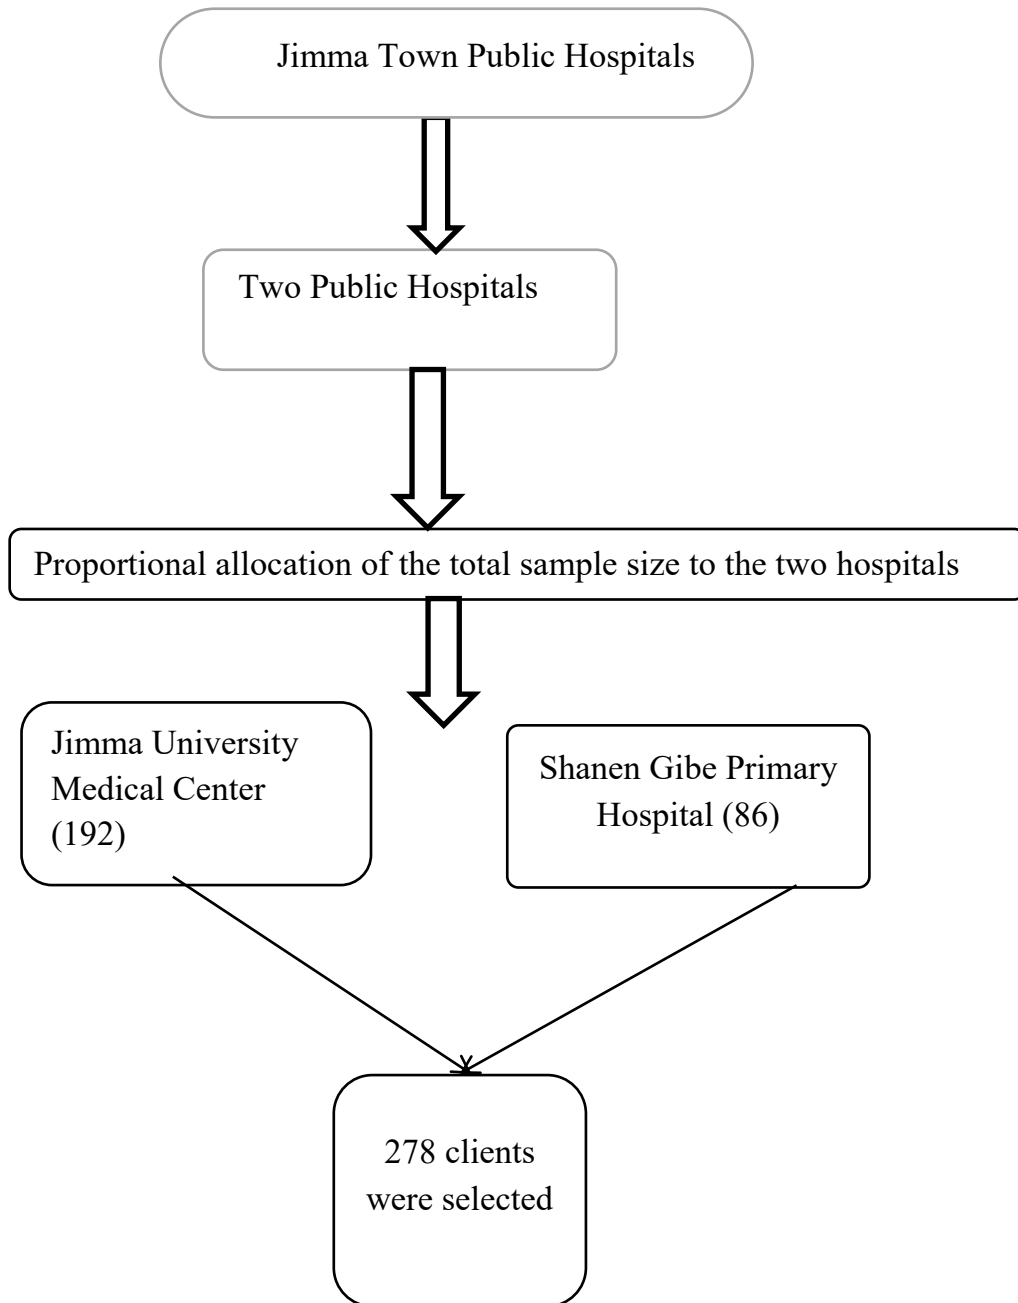 Jimma Town Public Hospitals
Two Public Hospitals
Proportional allocation of the total sample size to the two hospitals
Jimma University
Medical Center
(192)
Shanen Gibe Primary
Hospital (86)
278 clients
were selected